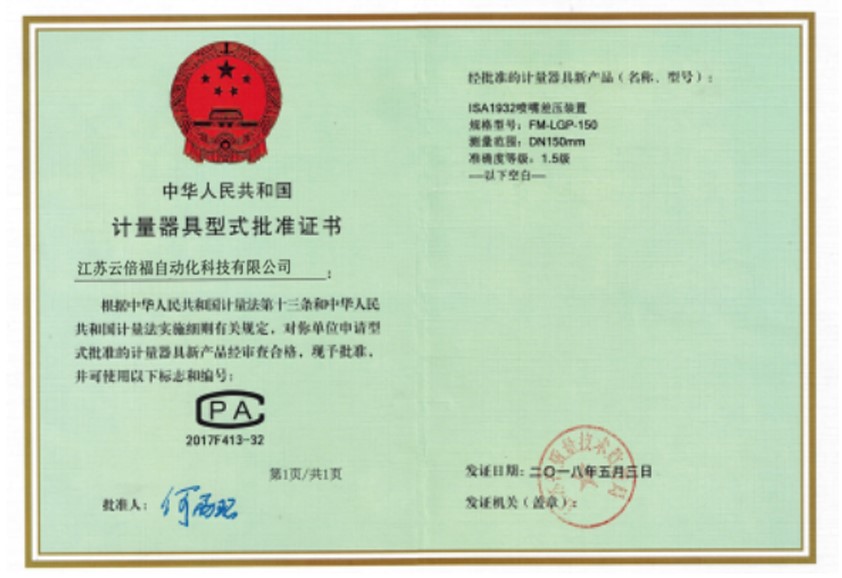 中华人民共和国
计量器具型式批准证书
江苏云倍福自动化科技有限公司：
根据中华人民共和国计量法第十三条和中华人民
共和国计量法实施细则有关规定，对你单位申请型
式批准的计量器具新产品经审查合格，现予批准，
并可使用以下标志和编号：
CPA
2017F413-32
第1页/共1页
批准人：
经批准的计量器具新产品（名称、型号）：
ISA1932喷嘴差压装置
规格型号：FM-LGP-150
测量范围：DN150mm
准确度等级：1.5级
—以下空白—
发证日期：二〇一八年五月三日
发证机关（盖章）：
质量技术
局